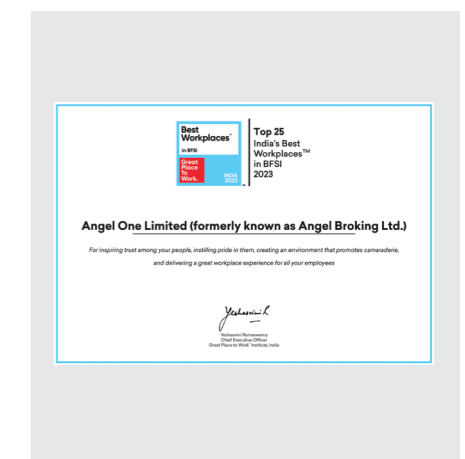 Best
Workplaces™
in BFSI
Great
Place
To
Work.
INDIA
2023
Top 25
India's Best
Workplaces™
in BFSI
2023
Angel One Limited (formerly known as Angel Broking Ltd.)
For inspiring trust among your people, instilling pride in them, creating an environment that promotes camaraderie,
and delivering a great workplace experience for all your employees
Yeshasvini R
Yeshasvini Ramaswamy
Chief Executive Officer
Great Place to Work® Institute, India